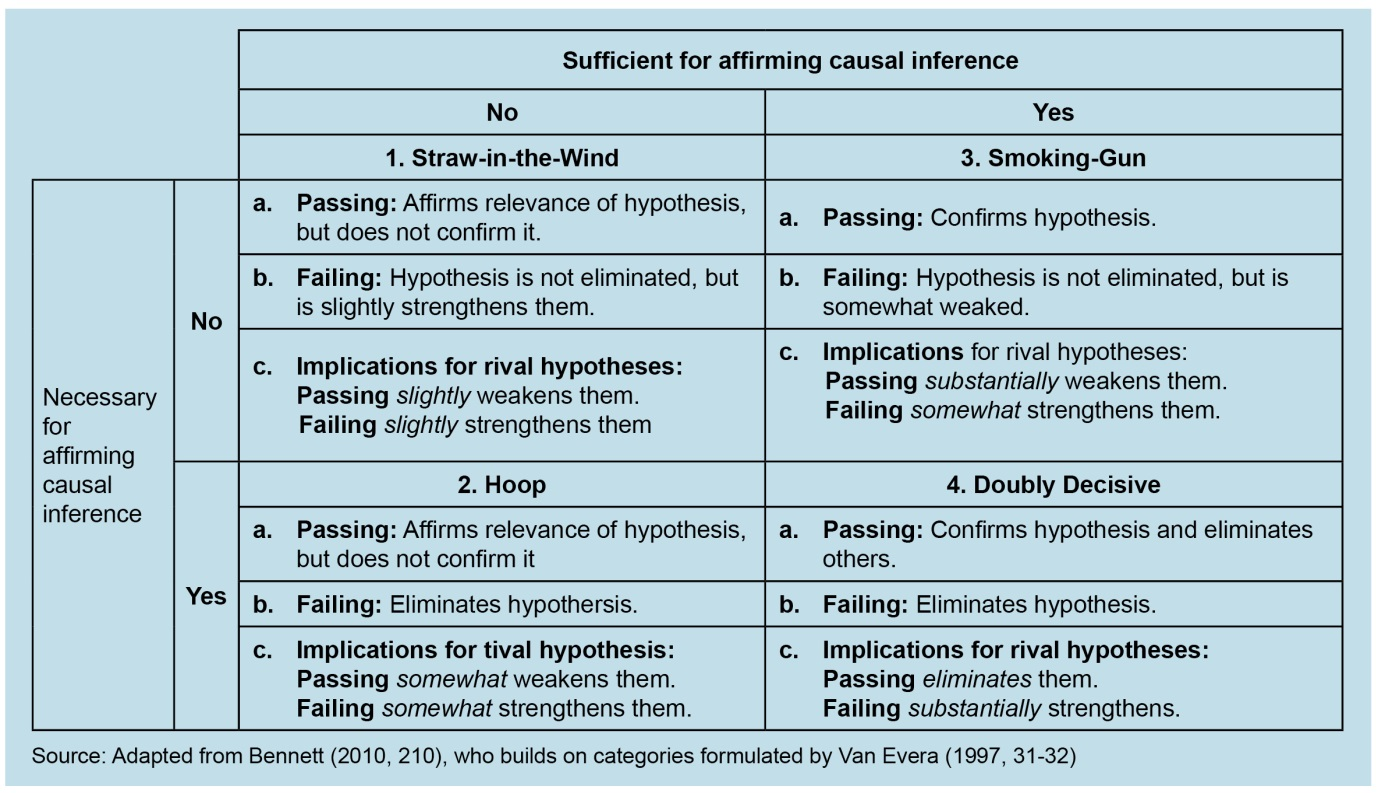 Sufficient for affirming causal inference
No
Yes
1. Straw-in-the-Wind
3. Smoking-Gun
Necessary
for
affirming
causal
inference
No
a. Passing: Affirms relevance of hypothesis,
but does not confirm it.
a. Passing: Confirms hypothesis.
b. Failing: Hypothesis is not eliminated, but
is slightly strengthens them.
b. Failing: Hypothesis is not eliminated, but is
somewhat weaked.
c. Implications for rival hypotheses:
Passing slightly weakens them.
Failing slightly strengthens them
c. Implications for rival hypotheses:
Passing substantially weakens them.
Failing somewhat strengthens them.
Yes
2. Hoop
4. Doubly Decisive
a. Passing: Affirms relevance of hypothesis,
but does not confirm it
a. Passing: Confirms hypothesis and eliminates
others.
b. Failing: Eliminates hypothersis.
b. Failing: Eliminates hypothesis.
c. Implications for tival hypothesis:
Passing somewhat weakens them.
Failing somewhat strengthens them.
c. Implications for rival hypotheses:
Passing eliminates them.
Failing substantially strengthens.
Source: Adapted from Bennett (2010, 210), who builds on categories formulated by Van Evera (1997, 31-32)